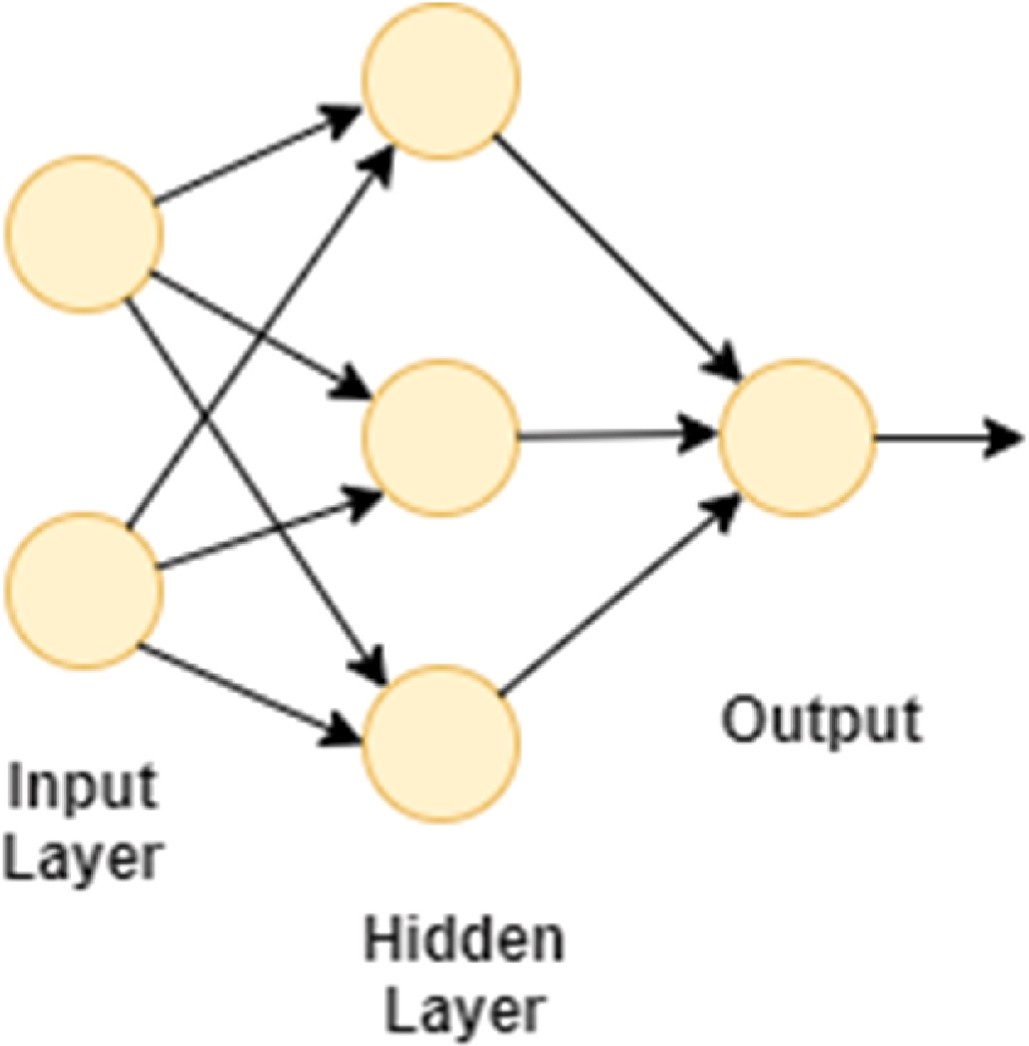 Input
Layer
Hidden
Layer
Output